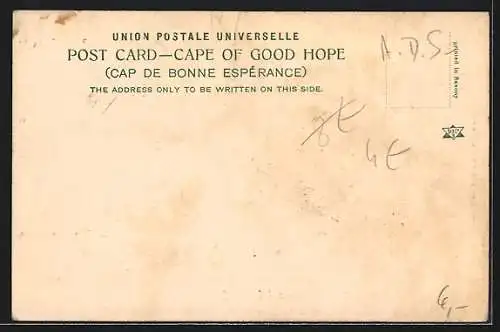 UNION POSTALE UNIVERSELLE
POST CARD—CAPE OF GOOD HOPE
(CAP DE BONNE ESPÉRANCE)
THE ADDRESS ONLY TO BE WRITTEN ON THIS SIDE.
A.D.S
Printed in Saxony
4€
6,-